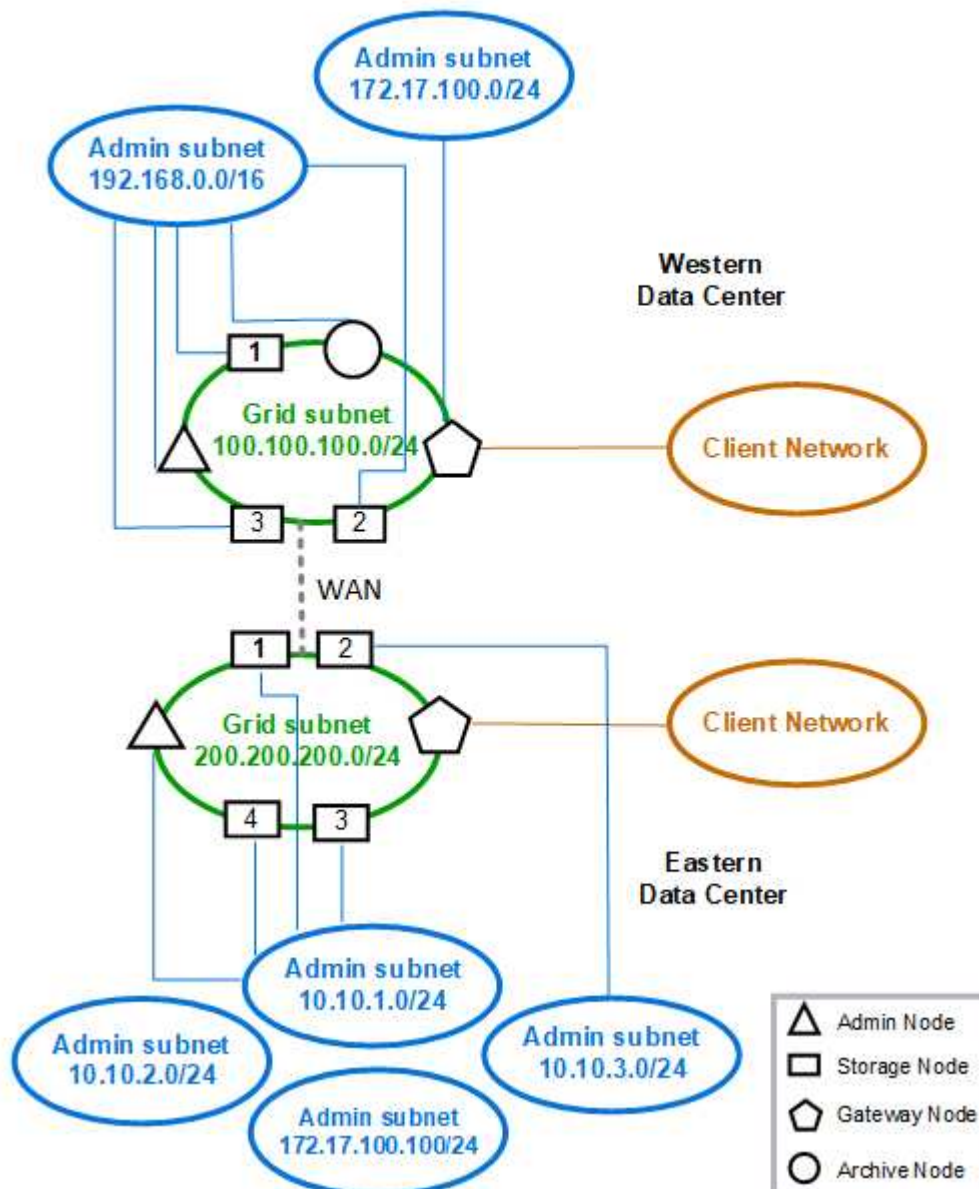 Admin subnet
172.17.100.0/24
Admin subnet
192.168.0.0/16
Western
Data Center
1
Grid subnet
100.100.100.0/24
Client Network
3
2
WAN
1
2
Grid subnet
200.200.200.0/24
Client Network
4
3
Eastern
Data Center
Admin subnet
10.10.1.0/24
Admin subnet
10.10.2.0/24
Admin subnet
10.10.3.0/24
Admin subnet
172.17.100.100/24
Admin Node
Storage Node
Gateway Node
Archive Node